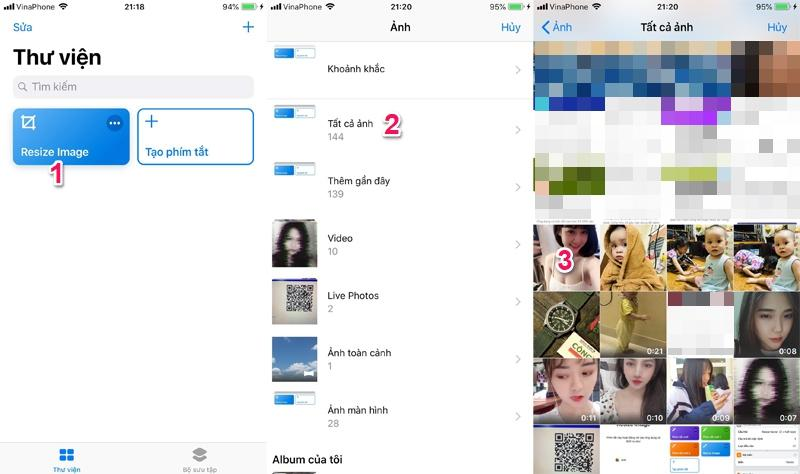 VinaPhone 21:18 94%
Sửa +
Thư viện
Tìm kiếm
Resize Image
1
Tạo phím tắt
Thư viện
Bộ sưu tập
VinaPhone 21:20 95%
Ảnh Hủy
Khoảnh khắc
Tất cả ảnh 2
144
Thêm gần đây
139
Video
10
Live Photos
2
Ảnh toàn cảnh
1
Ảnh màn hình
28
Album của tôi
VinaPhone 21:20 95%
Ảnh Tất cả ảnh Hủy
3
0:21 0:08
0:11 0:10 0:09 0:07